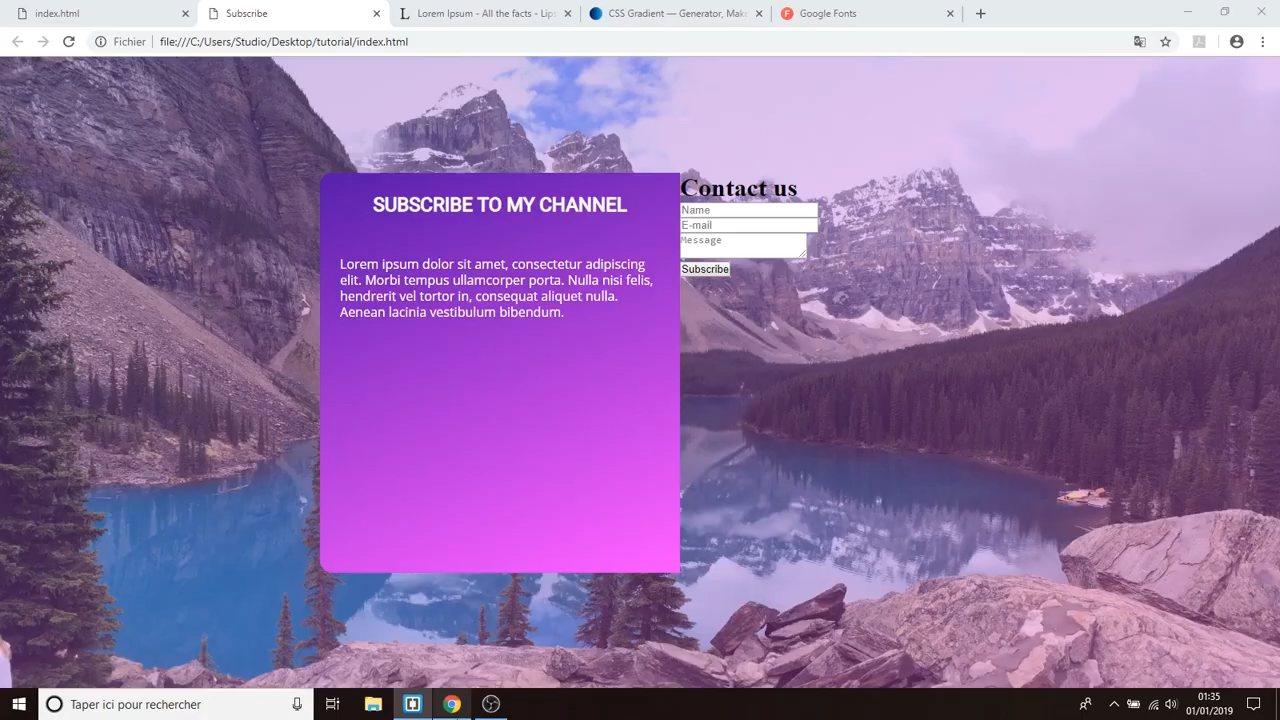 index.html
Subscribe
Lorem Ipsum - All the facts - Lips
CSS Gradient — Generator, Mak
Google Fonts
Fichier
file:///C:/Users/Studio/Desktop/tutorial/index.html
SUBSCRIBE TO MY CHANNEL
Lorem ipsum dolor sit amet, consectetur adipiscing
elit. Morbi tempus ullamcorper porta. Nulla nisi felis,
hendrerit vel tortor in, consequat aliquet nulla.
Aenean lacinia vestibulum bibendum.
Contact us
Name
E-mail
Message
Subscribe
Taper ici pour rechercher
01:35
01/01/2019